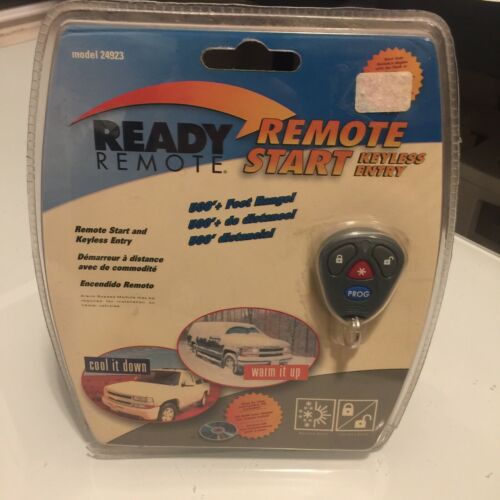 model 24923
READY
REMOTE®
REMOTE
START
KEYLESS
ENTRY
500'+ Foot Range!
500'+ de distance!
500' distancia!
Remote Start and
Keyless Entry
Démarreur à distance
avec de commodité
Encendido Remoto
PROG
cool it down
warm it up